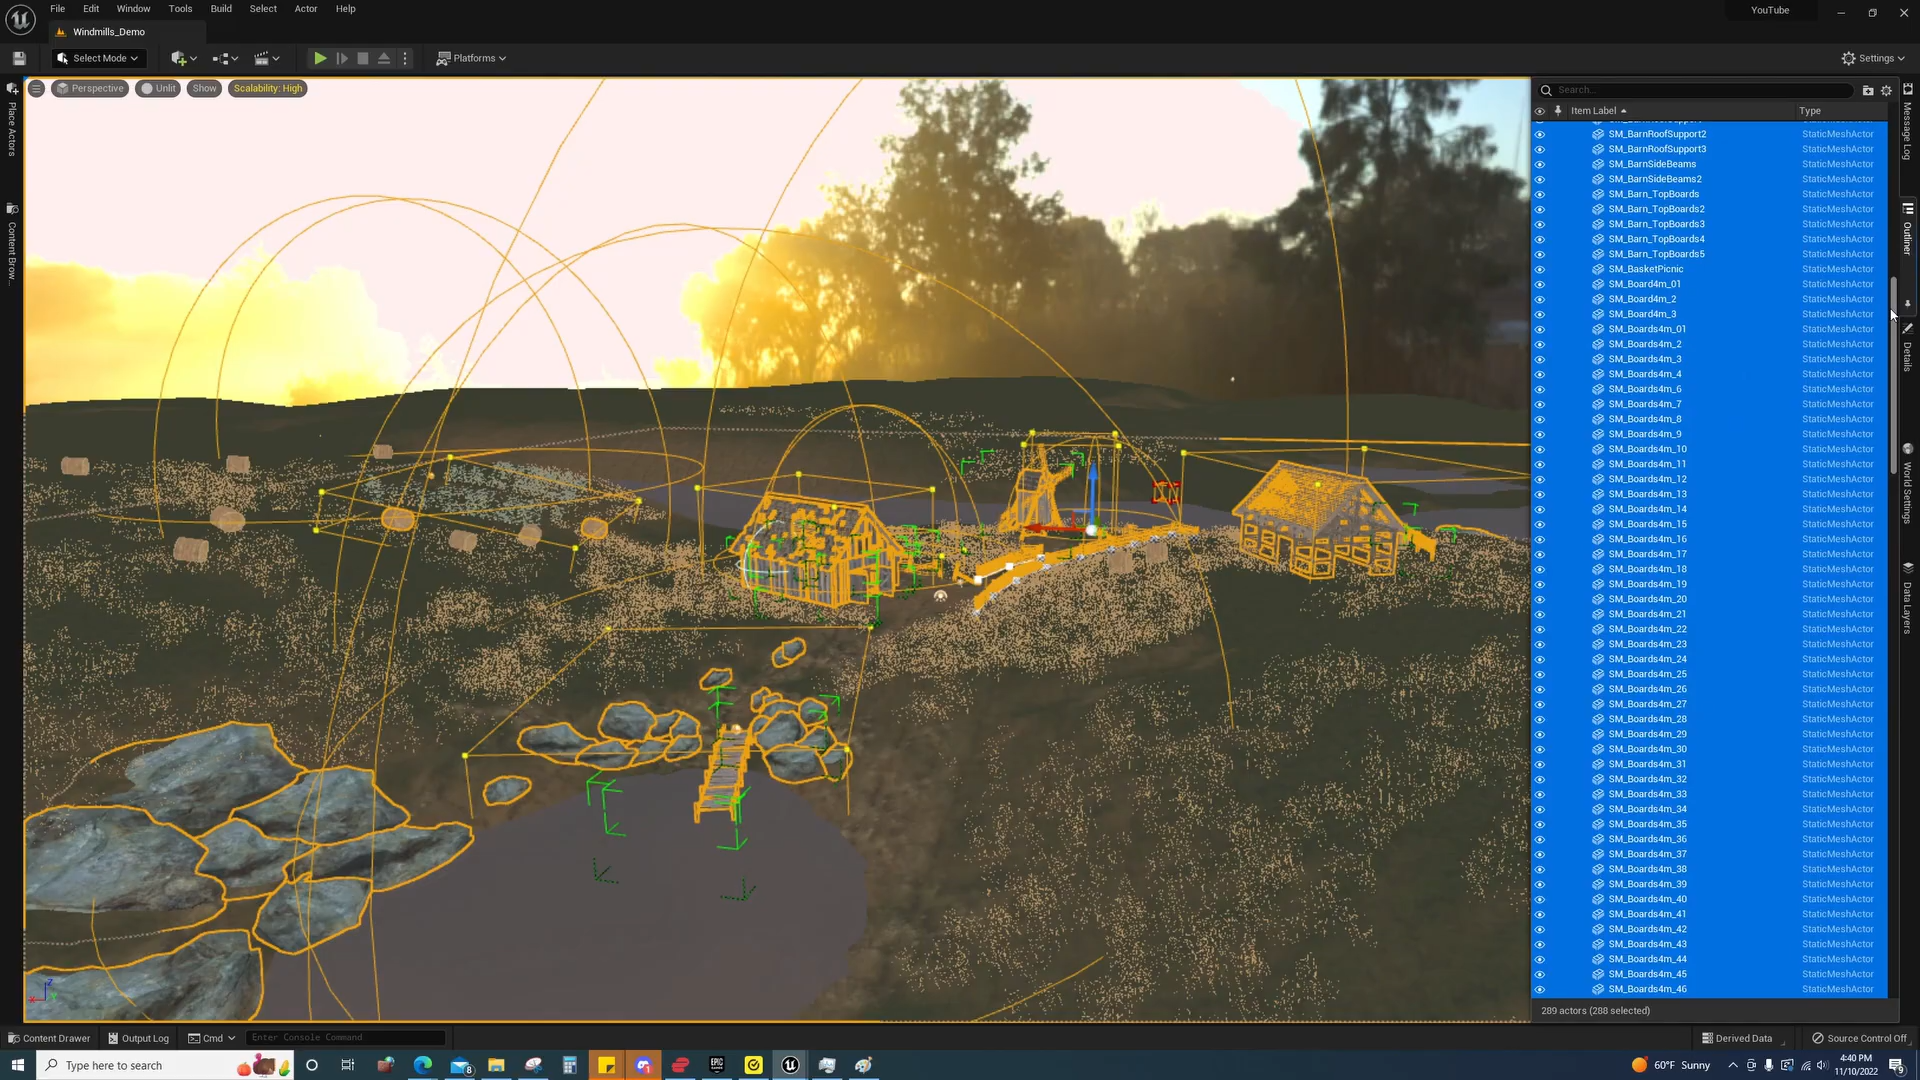 File Edit Window Tools Build Select Actor Help
YouTube
Windmills_Demo
Select Mode
Platforms
Settings
Perspective
Unlit
Show
Scalability: High
Place Actors
Content Brow...
Search...
Item Label
Type
SM_BarnRoofSupport2 StaticMeshActor
SM_BarnRoofSupport3 StaticMeshActor
SM_BarnSideBeams StaticMeshActor
SM_BarnSideBeams2 StaticMeshActor
SM_Barn_TopBoards StaticMeshActor
SM_Barn_TopBoards2 StaticMeshActor
SM_Barn_TopBoards3 StaticMeshActor
SM_Barn_TopBoards4 StaticMeshActor
SM_Barn_TopBoards5 StaticMeshActor
SM_BasketPicnic StaticMeshActor
SM_Board4m_01 StaticMeshActor
SM_Board4m_2 StaticMeshActor
SM_Board4m_3 StaticMeshActor
SM_Boards4m_01 StaticMeshActor
SM_Boards4m_2 StaticMeshActor
SM_Boards4m_3 StaticMeshActor
SM_Boards4m_4 StaticMeshActor
SM_Boards4m_6 StaticMeshActor
SM_Boards4m_7 StaticMeshActor
SM_Boards4m_8 StaticMeshActor
SM_Boards4m_9 StaticMeshActor
SM_Boards4m_10 StaticMeshActor
SM_Boards4m_11 StaticMeshActor
SM_Boards4m_12 StaticMeshActor
SM_Boards4m_13 StaticMeshActor
SM_Boards4m_14 StaticMeshActor
SM_Boards4m_15 StaticMeshActor
SM_Boards4m_16 StaticMeshActor
SM_Boards4m_17 StaticMeshActor
SM_Boards4m_18 StaticMeshActor
SM_Boards4m_19 StaticMeshActor
SM_Boards4m_20 StaticMeshActor
SM_Boards4m_21 StaticMeshActor
SM_Boards4m_22 StaticMeshActor
SM_Boards4m_23 StaticMeshActor
SM_Boards4m_24 StaticMeshActor
SM_Boards4m_25 StaticMeshActor
SM_Boards4m_26 StaticMeshActor
SM_Boards4m_27 StaticMeshActor
SM_Boards4m_28 StaticMeshActor
SM_Boards4m_29 StaticMeshActor
SM_Boards4m_30 StaticMeshActor
SM_Boards4m_31 StaticMeshActor
SM_Boards4m_32 StaticMeshActor
SM_Boards4m_33 StaticMeshActor
SM_Boards4m_34 StaticMeshActor
SM_Boards4m_35 StaticMeshActor
SM_Boards4m_36 StaticMeshActor
SM_Boards4m_37 StaticMeshActor
SM_Boards4m_38 StaticMeshActor
SM_Boards4m_39 StaticMeshActor
SM_Boards4m_40 StaticMeshActor
SM_Boards4m_41 StaticMeshActor
SM_Boards4m_42 StaticMeshActor
SM_Boards4m_43 StaticMeshActor
SM_Boards4m_44 StaticMeshActor
SM_Boards4m_45 StaticMeshActor
SM_Boards4m_46 StaticMeshActor
289 actors (288 selected)
Message Log
Outliner
Details
World Settings
Data Layers
Content Drawer
Output Log
Cmd
Enter Console Command
Derived Data
Source Control Off
Type here to search
60°F Sunny
4:40 PM
11/10/2022